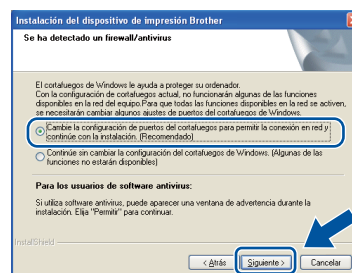 Instalación del dispositivo de impresión Brother
Se ha detectado un firewall/antivirus
El cortafuegos de Windows le ayuda a proteger su ordenador.
Con la configuración de cortafuegos actual, no funcionarán algunas de las funciones
disponibles en la red del equipo.Para que todas las funciones disponibles en la red se activen,
se necesitarán cambiar algunos ajustes de puertos del cortafuegos de Windows.
Cambie la configuración de puertos del cortafuegos para permitir la conexión en red y
continúe con la instalación. (Recomendado)
Continúe sin cambiar la configuración del cortafuegos de Windows. (Algunas de las
funciones no estarán disponibles)
Para los usuarios de software antivirus:
Si utiliza software antivirus, puede aparecer una ventana de advertencia durante la
instalación. Elija "Permitir" para continuar.
InstallShield
< Atrás
Siguiente >
Cancelar